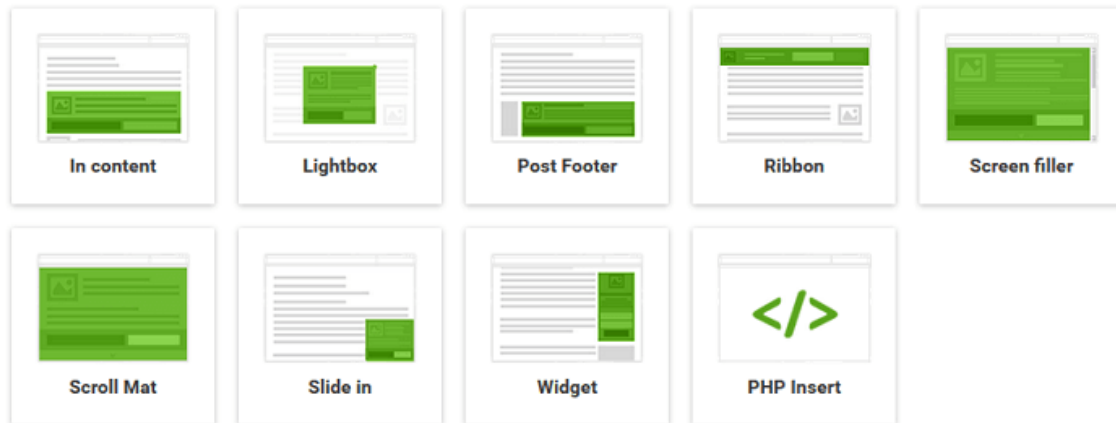 In content
Lightbox
Post Footer
Ribbon
Screen filler
Scroll Mat
Slide in
Widget
</>
PHP Insert